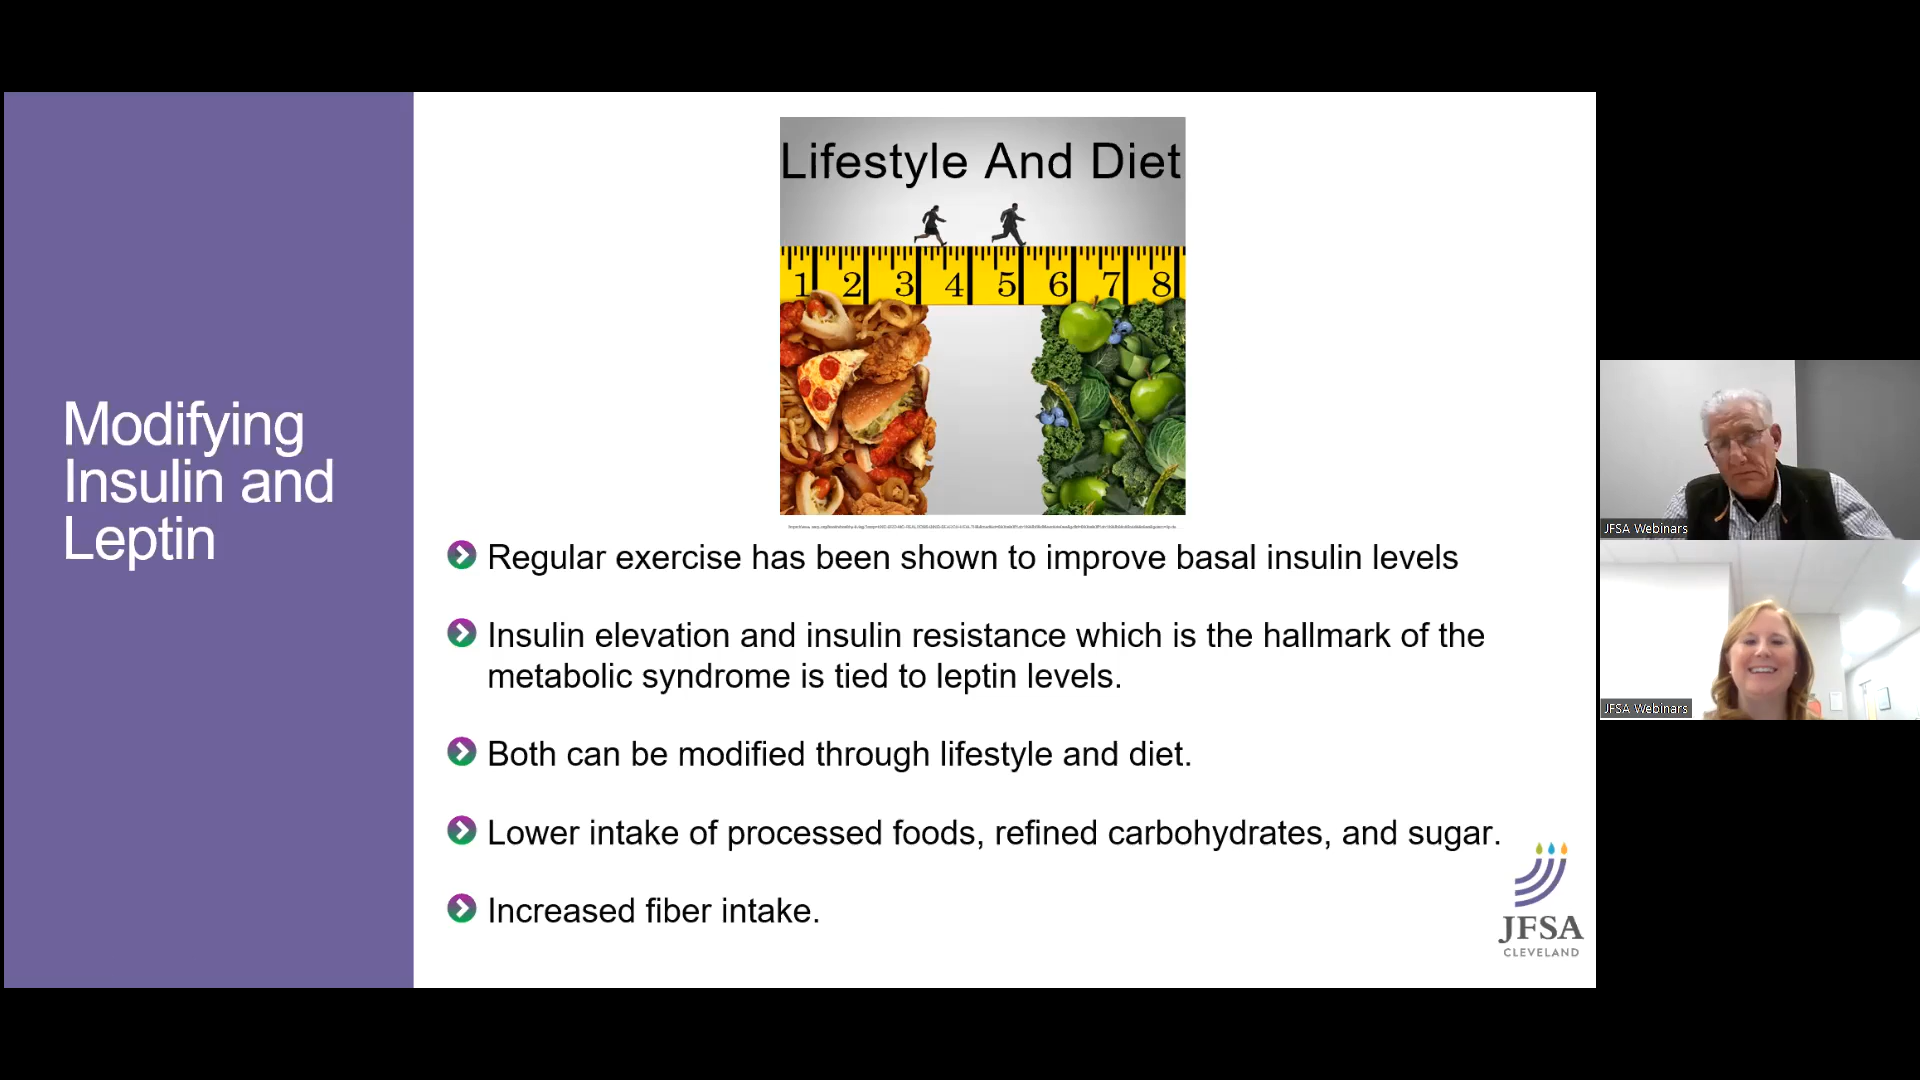 Modifying
Insulin and
Leptin
Lifestyle And Diet
1 2 3 4 5 6 7 8
Regular exercise has been shown to improve basal insulin levels
Insulin elevation and insulin resistance which is the hallmark of the
metabolic syndrome is tied to leptin levels.
Both can be modified through lifestyle and diet.
Lower intake of processed foods, refined carbohydrates, and sugar.
Increased fiber intake.
JFSA
CLEVELAND
JFSA Webinars
JFSA Webinars